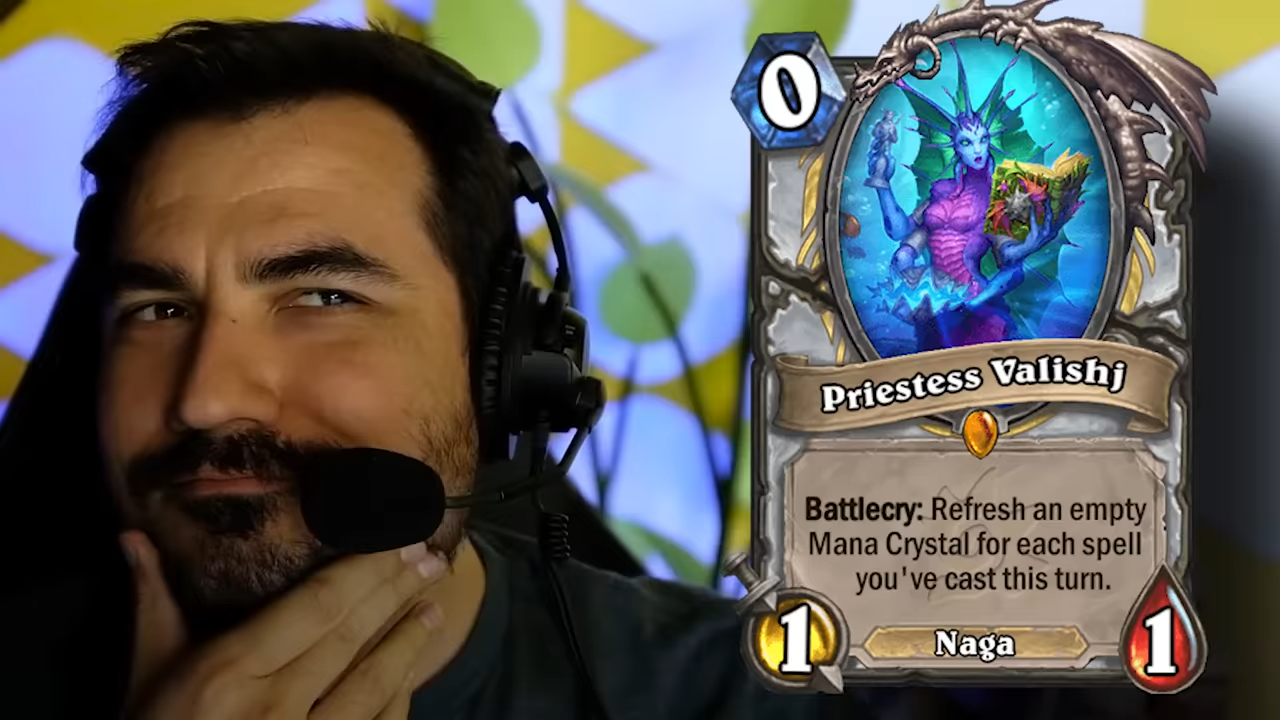 0
Priestess Valishj
Battlecry: Refresh an empty
Mana Crystal for each spell
you've cast this turn.
1
Naga
1